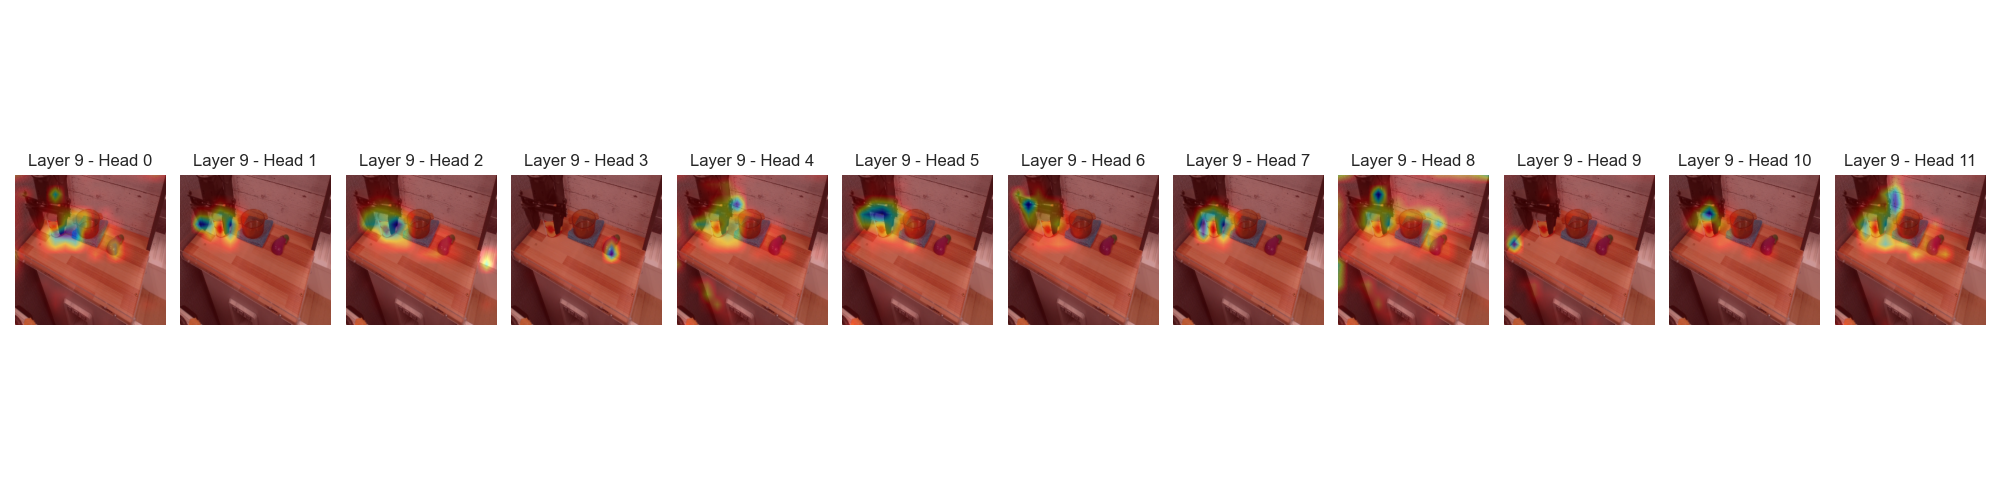 Layer 9 - Head 0
Layer 9 - Head 1
Layer 9 - Head 2
Layer 9 - Head 3
Layer 9 - Head 4
Layer 9 - Head 5
Layer 9 - Head 6
Layer 9 - Head 7
Layer 9 - Head 8
Layer 9 - Head 9
Layer 9 - Head 10
Layer 9 - Head 11